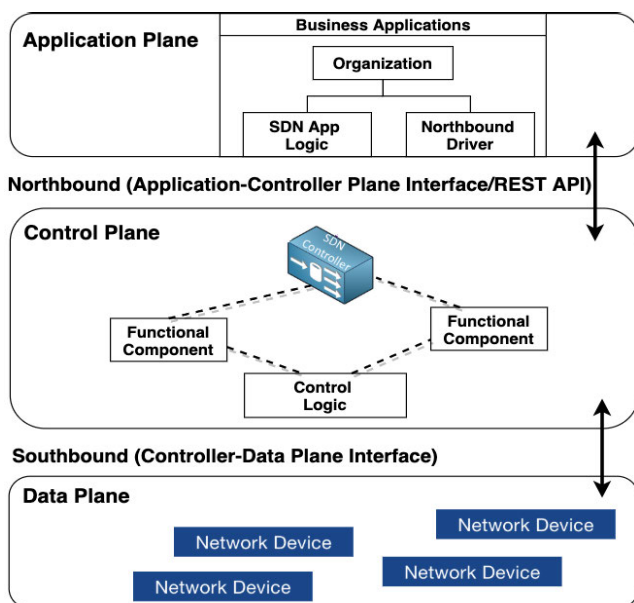 Application Plane
Business Applications
Organization
SDN App
Logic
Northbound
Driver
Northbound (Application-Controller Plane Interface/REST API)
Control Plane
SDN
Controller
Functional
Component
Functional
Component
Control
Logic
Southbound (Controller-Data Plane Interface)
Data Plane
Network Device
Network Device
Network Device
Network Device